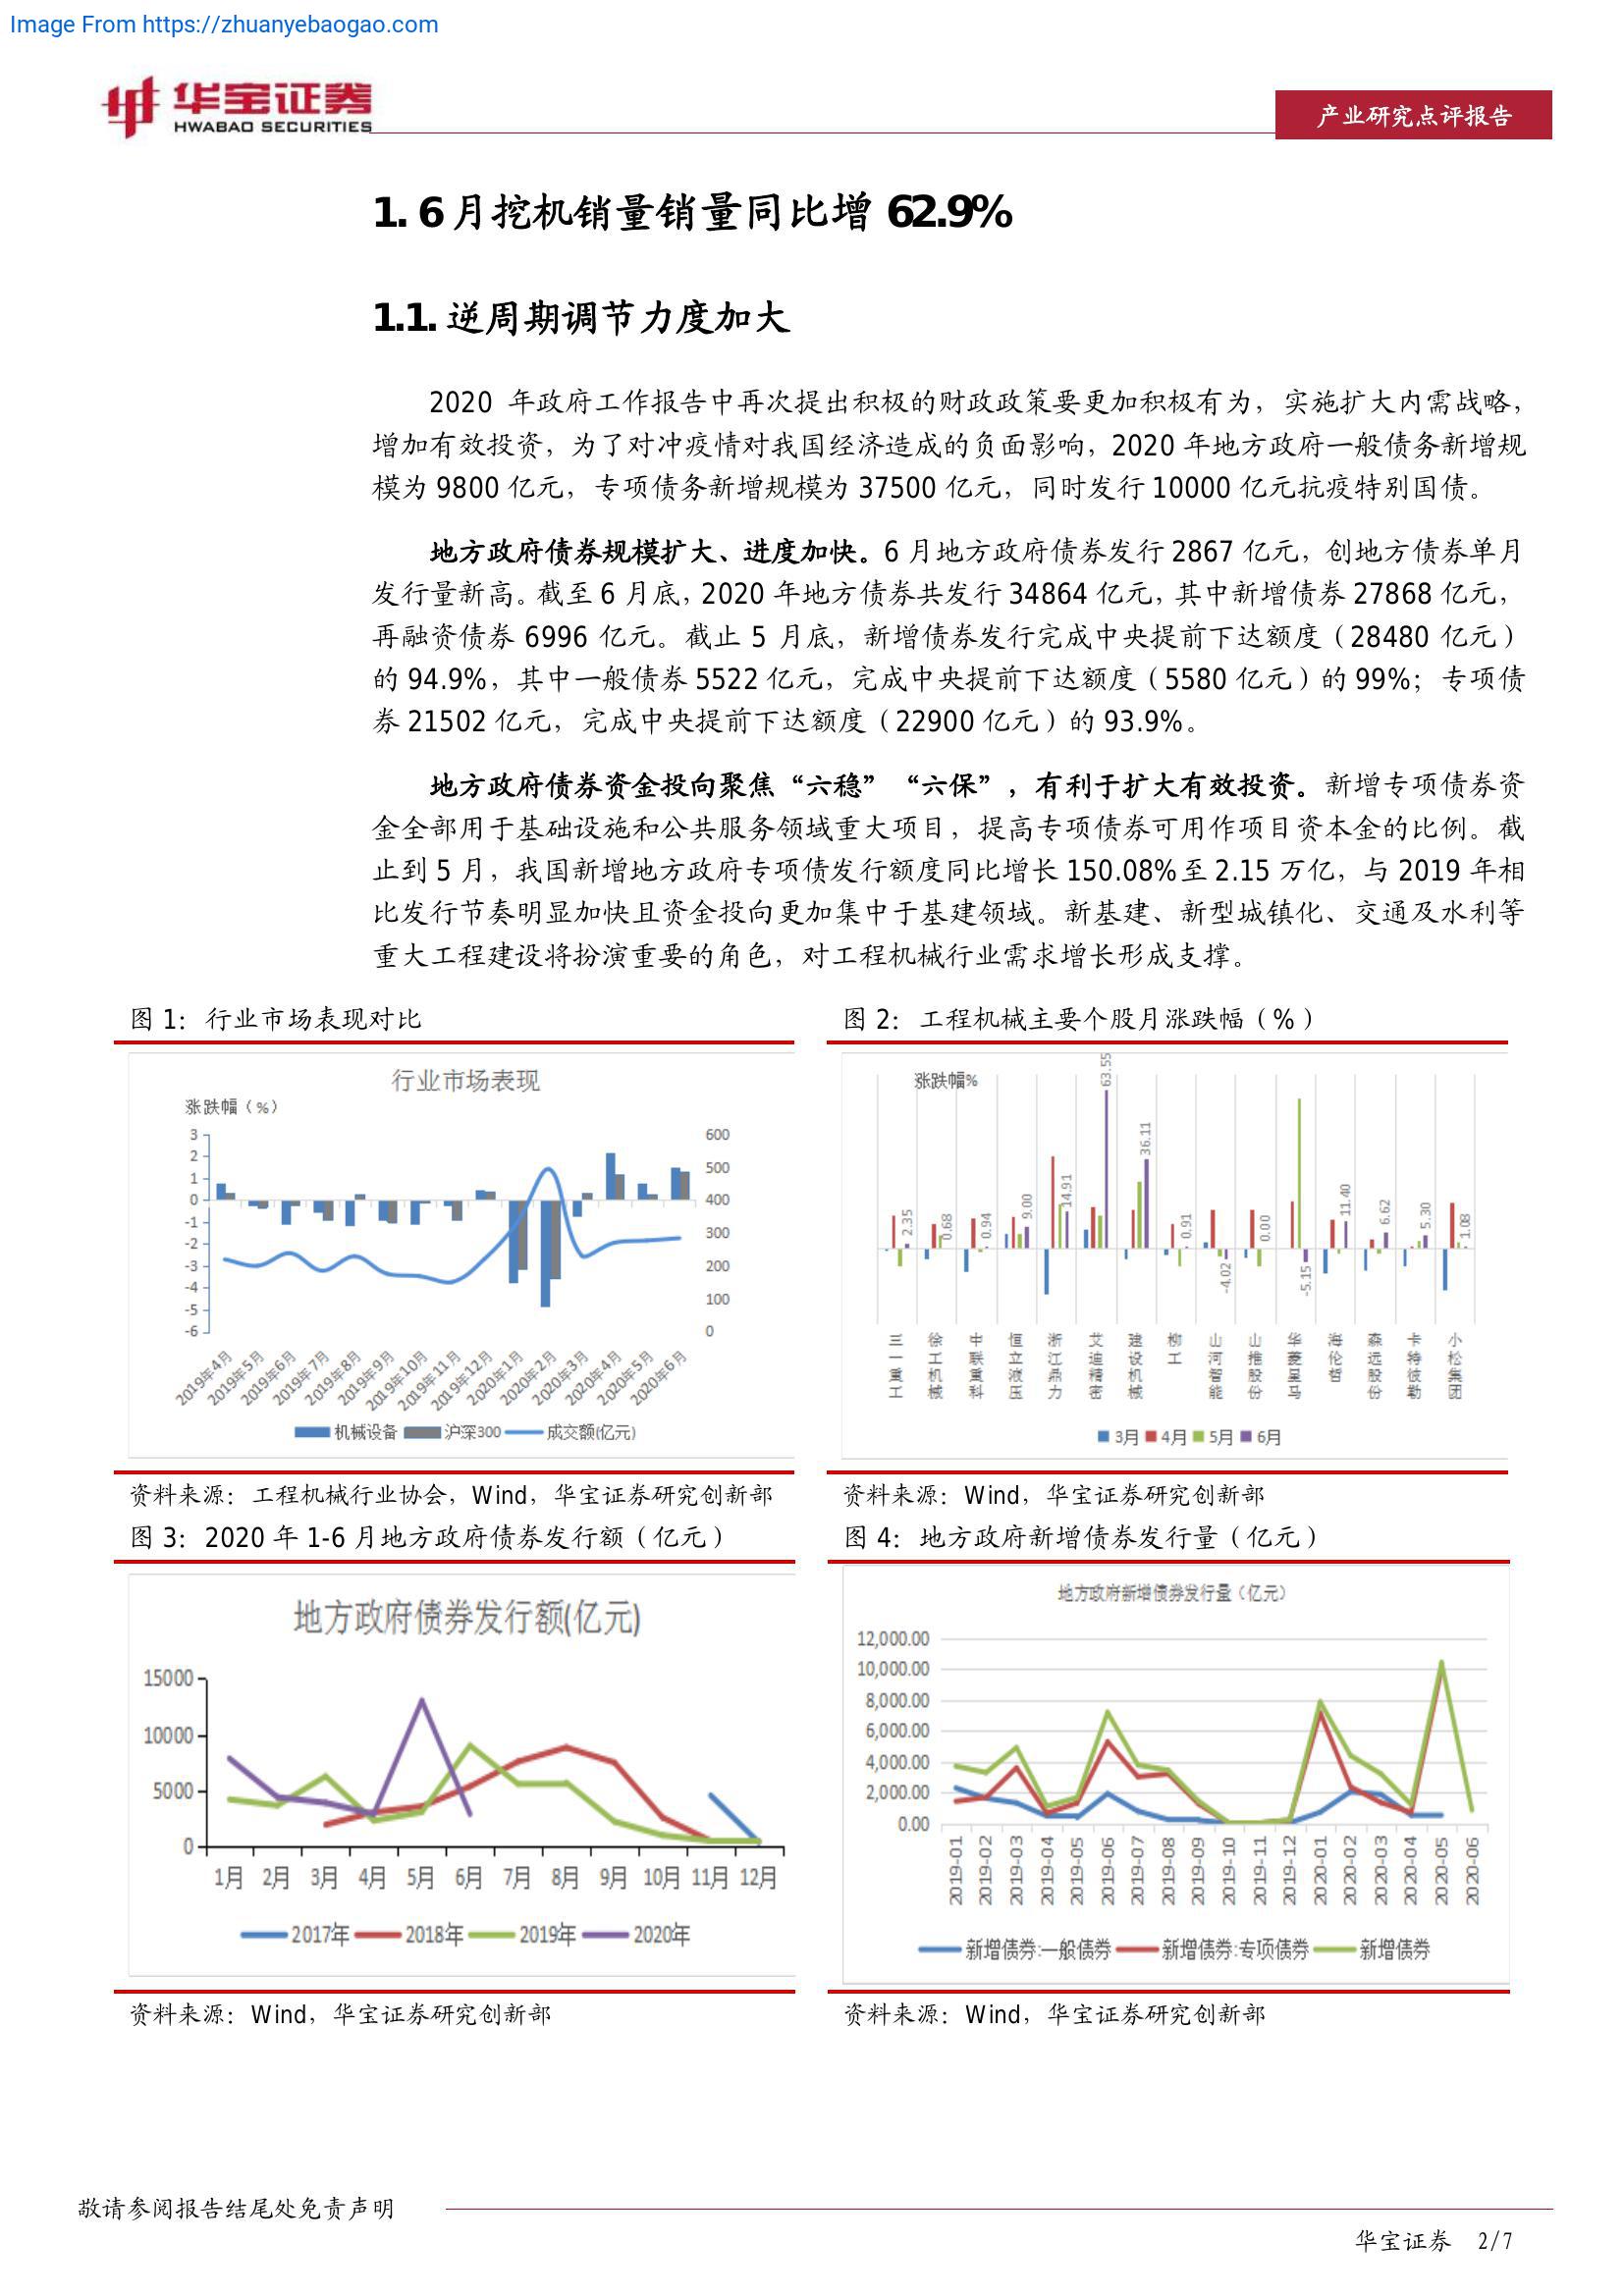 Image From https://zhuanyebaogao.com
华宝证券
HWABAO SECURITIES
产业研究点评报告
1. 6 月挖机销量销量同比增 62.9%
1.1. 逆周期调节力度加大
2020 年政府工作报告中再次提出积极的财政政策要更加积极有为，实施扩大内需战略，
增加有效投资，为了对冲疫情对我国经济造成的负面影响，2020 年地方政府一般债务新增规
模为 9800 亿元，专项债务新增规模为 37500 亿元，同时发行 10000 亿元抗疫特别国债。
地方政府债券规模扩大、进度加快。6 月地方政府债券发行 2867 亿元，创地方债券单月
发行量新高。截至 6 月底，2020 年地方债券共发行 34864 亿元，其中新增债券 27868 亿元，
再融资债券 6996 亿元。截止 5 月底，新增债券发行完成中央提前下达额度（28480 亿元）
的 94.9%，其中一般债券 5522 亿元，完成中央提前下达额度（5580 亿元）的 99%；专项债
券 21502 亿元，完成中央提前下达额度（22900 亿元）的 93.9%。
地方政府债券资金投向聚焦“六稳”“六保”，有利于扩大有效投资。新增专项债券资
金全部用于基础设施和公共服务领域重大项目，提高专项债券可用作项目资本金的比例。截
止到 5 月，我国新增地方政府专项债发行额度同比增长 150.08%至 2.15 万亿，与 2019 年相
比发行节奏明显加快且资金投向更加集中于基建领域。新基建、新型城镇化、交通及水利等
重大工程建设将扮演重要的角色，对工程机械行业需求增长形成支撑。
图 1：行业市场表现对比
行业市场表现
涨跌幅（%）
3
2
1
0
-1
-2
-3
-4
-5
-6
600
500
400
300
200
100
0
2019年4月
2019年5月
2019年6月
2019年7月
2019年8月
2019年9月
2019年10月
2019年11月
2019年12月
2020年1月
2020年2月
2020年3月
2020年4月
2020年5月
2020年6月
机械设备 沪深300 成交额(亿元)
资料来源：工程机械行业协会，Wind，华宝证券研究创新部
图 2：工程机械主要个股月涨跌幅（%）
涨跌幅%
2.35
0.68
0.94
9.00
14.91
63.55
36.11
0.91
-4.02
0.00
-5.15
11.40
6.62
5.30
1.08
三一重工
徐工机械
中联重科
恒立液压
浙江鼎力
艾迪精密
建设机械
柳工
山河智能
山推股份
华菱星马
海伦哲
森远股份
卡特彼勒
小松集团
3月 4月 5月 6月
资料来源：Wind，华宝证券研究创新部
图 3：2020 年 1-6 月地方政府债券发行额（亿元）
地方政府债券发行额(亿元)
15000
10000
5000
0
1月 2月 3月 4月 5月 6月 7月 8月 9月 10月 11月 12月
2017年 2018年 2019年 2020年
资料来源：Wind，华宝证券研究创新部
图 4：地方政府新增债券发行量（亿元）
地方政府新增债券发行量（亿元）
12,000.00
10,000.00
8,000.00
6,000.00
4,000.00
2,000.00
0.00
2019-01
2019-02
2019-03
2019-04
2019-05
2019-06
2019-07
2019-08
2019-09
2019-10
2019-11
2019-12
2020-01
2020-02
2020-03
2020-04
2020-05
2020-06
新增债券:一般债券 新增债券:专项债券 新增债券
资料来源：Wind，华宝证券研究创新部
敬请参阅报告结尾处免责声明
华宝证券 2/7